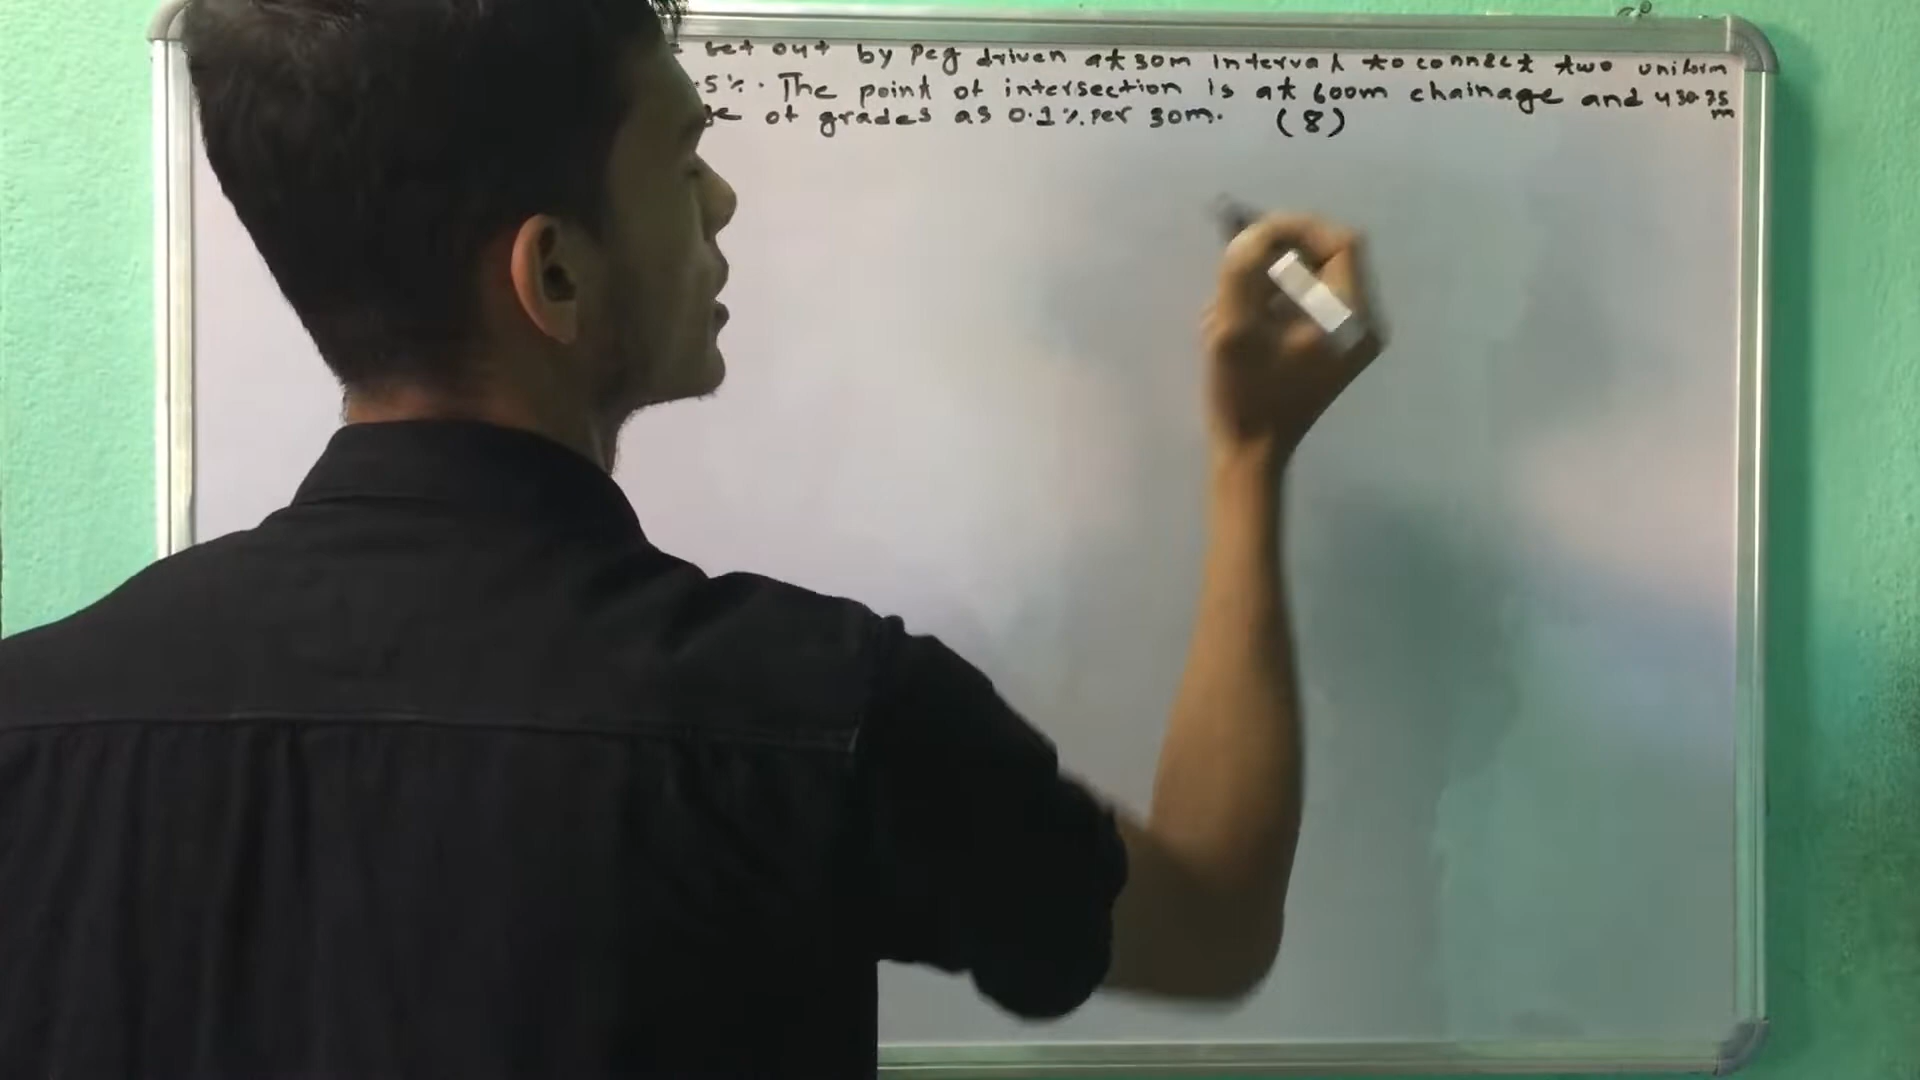 set out by peg driven at 30m interval to connect two uniform
.5%. The point of intersection is at 600m chainage and 430.75 m
of grades as 0.1% per 30m. (8)